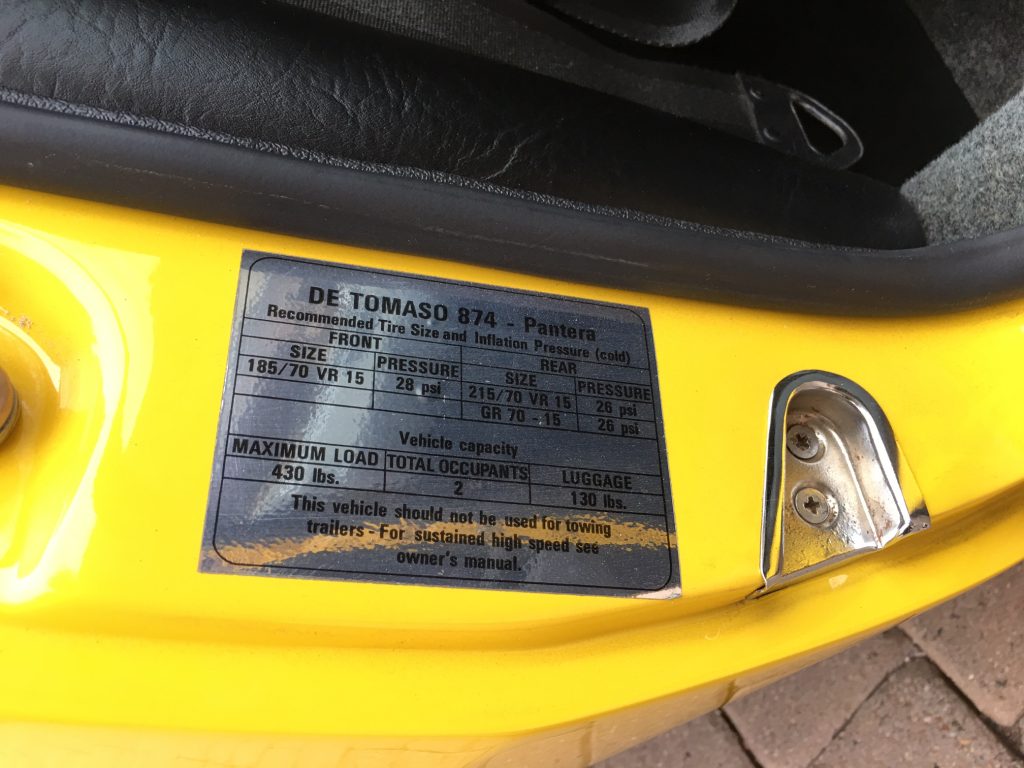 DE TOMASO 874 - Pantera
Recommended Tire Size and Inflation Pressure (cold)
FRONT REAR
SIZE PRESSURE SIZE PRESSURE
185/70 VR 15 28 psi 215/70 VR 15 26 psi
GR 70 - 15 26 psi
Vehicle capacity
MAXIMUM LOAD TOTAL OCCUPANTS LUGGAGE
430 lbs. 2 130 lbs.
This vehicle should not be used for towing
trailers - For sustained high speed see
owner's manual.